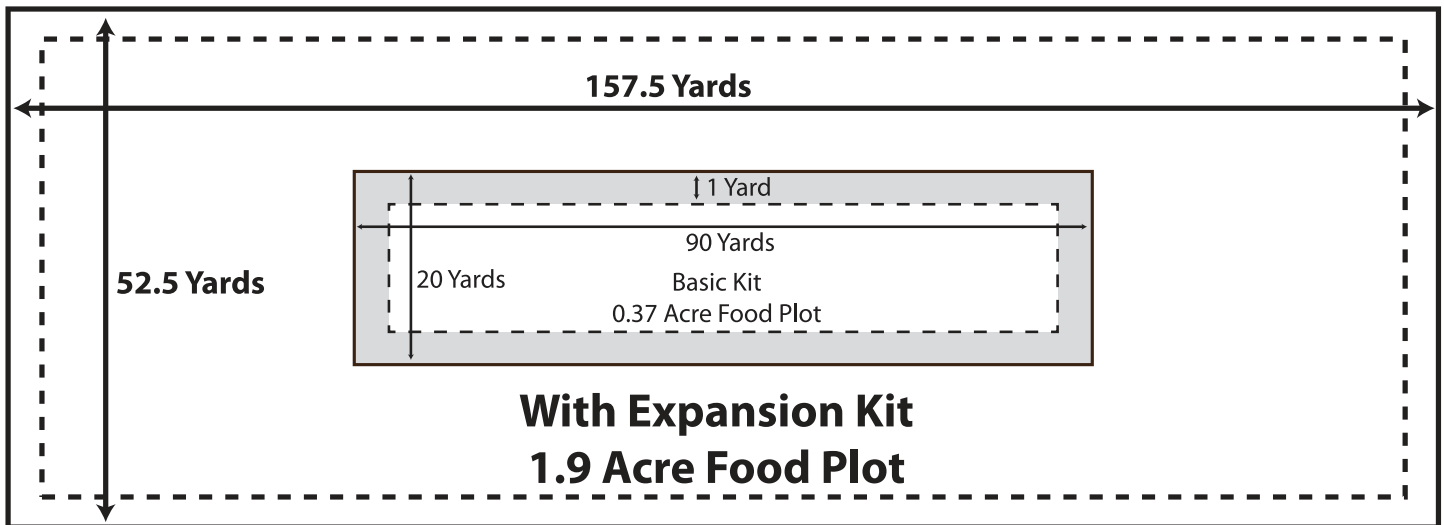 157.5 Yards
1 Yard
90 Yards
52.5 Yards
20 Yards
Basic Kit
0.37 Acre Food Plot
With Expansion Kit
1.9 Acre Food Plot